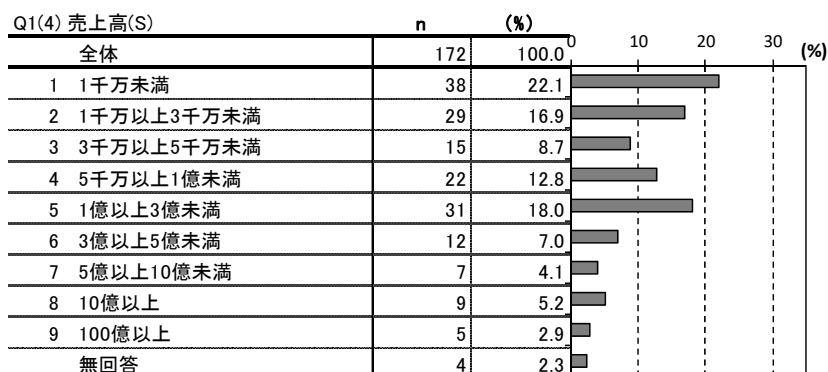 Q1(4) 売上高(S) n (%)
0 10 20 30 (%)
全体 172 100.0
1 1千万未満 38 22.1
2 1千万以上3千万未満 29 16.9
3 3千万以上5千万未満 15 8.7
4 5千万以上1億未満 22 12.8
5 1億以上3億未満 31 18.0
6 3億以上5億未満 12 7.0
7 5億以上10億未満 7 4.1
8 10億以上 9 5.2
9 100億以上 5 2.9
無回答 4 2.3